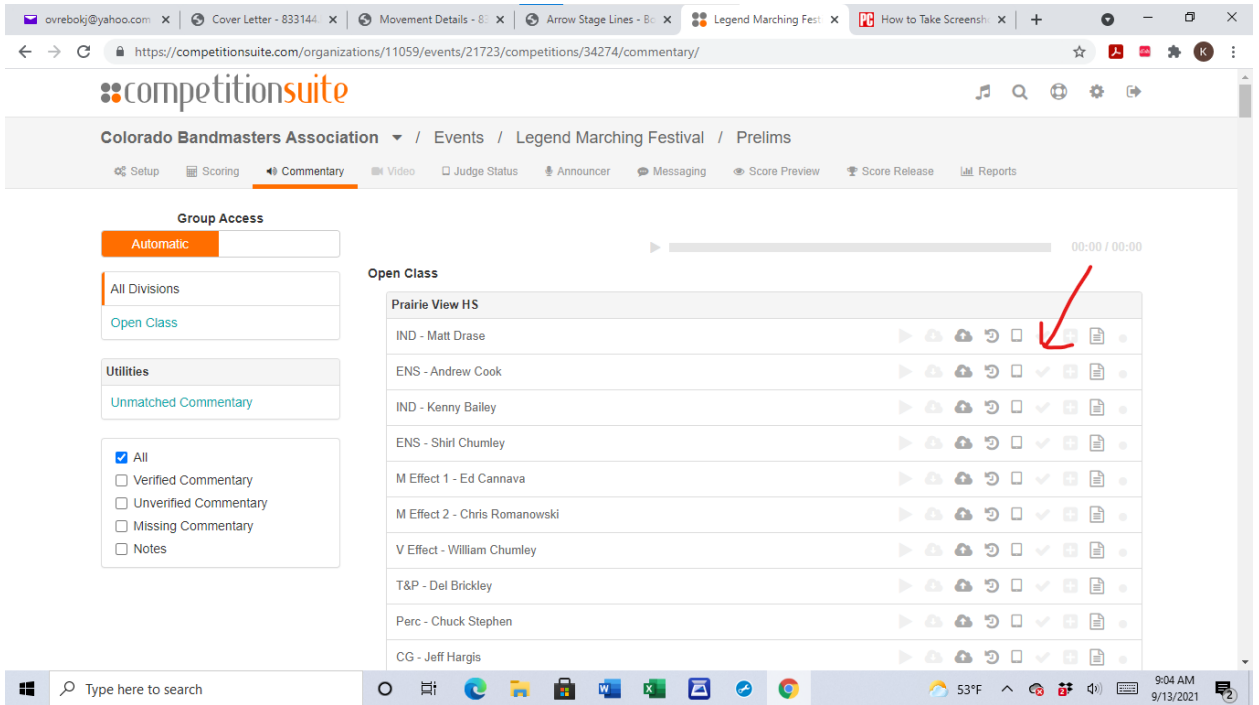 ovrebokj@yahoo.com
Cover Letter - 833144
Movement Details - 8
Arrow Stage Lines - Bo
Legend Marching Fest
How to Take Screensh
https://competitionsuite.com/organizations/11059/events/21723/competitions/34274/commentary/
K
competitionsuite
Colorado Bandmasters Association / Events / Legend Marching Festival / Prelims
Setup Scoring Commentary Video Judge Status Announcer Messaging Score Preview Score Release Reports
Group Access
Automatic
00:00 / 00:00
All Divisions
Open Class
Utilities
Unmatched Commentary
All
Verified Commentary
Unverified Commentary
Missing Commentary
Notes
Open Class
Prairie View HS
IND - Matt Drase
ENS - Andrew Cook
IND - Kenny Bailey
ENS - Shirl Chumley
M Effect 1 - Ed Cannava
M Effect 2 - Chris Romanowski
V Effect - William Chumley
T&P - Del Brickley
Perc - Chuck Stephen
CG - Jeff Hargis
Type here to search
53°F
9:04 AM
9/13/2021
2